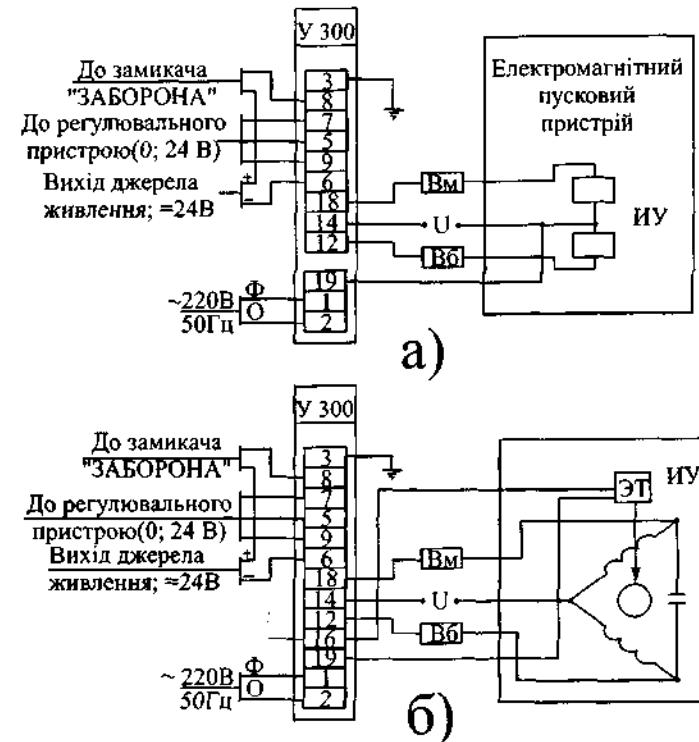 У 300
До замикача
"ЗАБОРОНА"
До регулювального
пристрою(0; 24 В)
Вихід джерела
живлення; =24В
+
−
~220В
50Гц
Ф
О
3
8
7
5
9
6
18
14
12
19
1
2
Вм
U
Вб
Електромагнітний
пусковий
пристрій
ИУ
а)
У 300
До замикача
"ЗАБОРОНА"
До регулювального
пристрою(0; 24 В)
Вихід джерела
живлення; =24В
+
−
~ 220В
50Гц
Ф
О
3
8
7
5
9
6
18
14
12
16
19
1
2
Вм
U
Вб
ЭТ
ИУ
б)